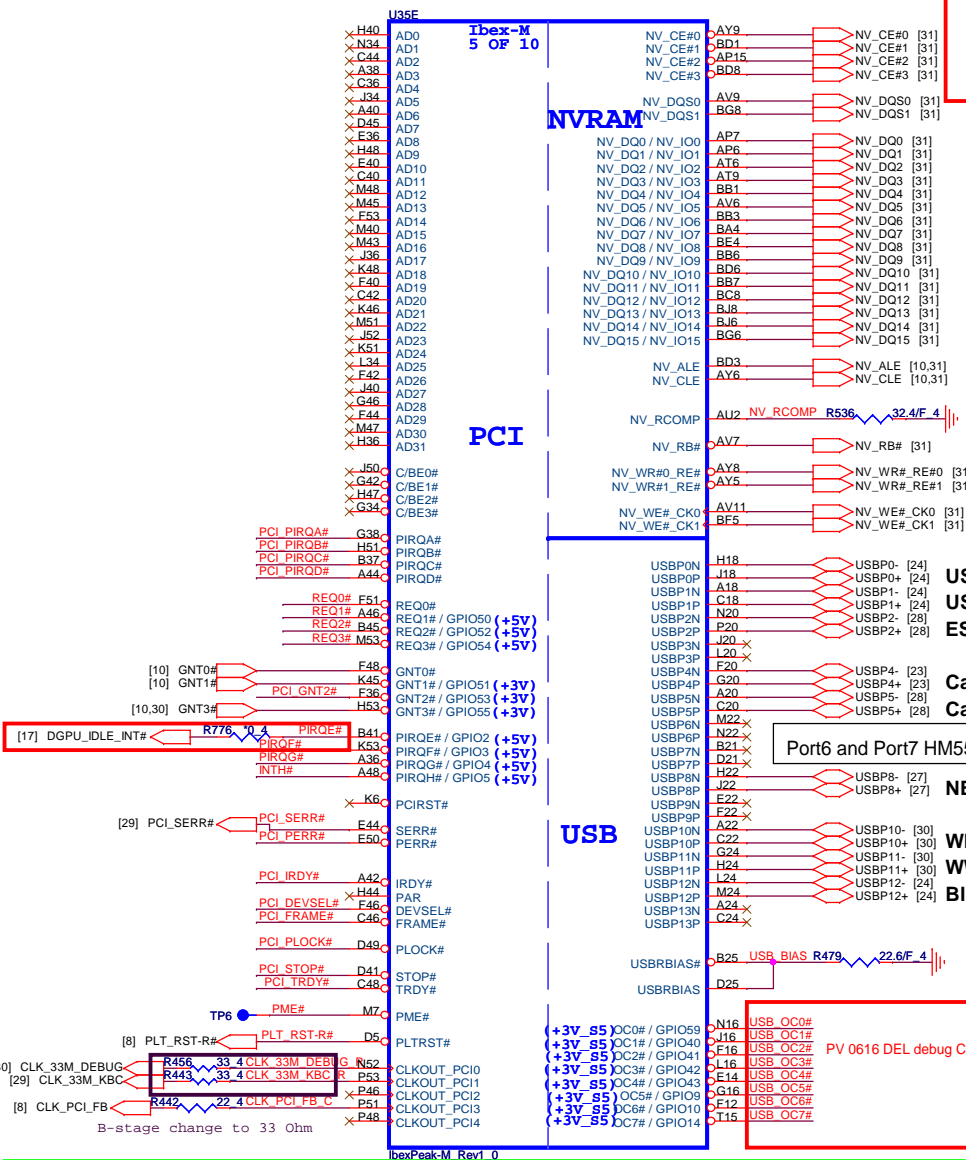 U35E
Ibex-M
5 OF 10
NVRAM
PCI
USB
H40 AD0
N34 AD1
C44 AD2
A38 AD3
C36 AD4
J34 AD5
A40 AD6
D45 AD7
E36 AD8
H48 AD9
E40 AD10
C40 AD11
M48 AD12
M45 AD13
F53 AD14
M40 AD15
M43 AD16
J36 AD17
K48 AD18
F40 AD19
C42 AD20
K46 AD21
M51 AD22
J52 AD23
K51 AD24
L34 AD25
F42 AD26
J40 AD27
G46 AD28
F44 AD29
M47 AD30
H36 AD31
J50 C/BE0#
G42 C/BE1#
H47 C/BE2#
G34 C/BE3#
PCI_PIRQA# G38 PIRQA#
PCI_PIRQB# H51 PIRQB#
PCI_PIRQC# B37 PIRQC#
PCI_PIRQD# A44 PIRQD#
REQ0# F51 REQ0#
REQ1# A46 REQ1# / GPIO50 (+5V)
REQ2# B45 REQ2# / GPIO52 (+5V)
REQ3# M53 REQ3# / GPIO54 (+5V)
[10] GNT0# F48 GNT0#
[10] GNT1# K45 GNT1# / GPIO51 (+3V)
PCI_GNT2# F36 GNT2# / GPIO53 (+3V)
[10,30] GNT3# H53 GNT3# / GPIO55 (+3V)
[17] DGPU_IDLE_INT# R776 *0_4 PIRQE# B41 PIRQE# / GPIO2 (+5V)
PIRQF# K53 PIRQF# / GPIO3 (+5V)
PIRQG# A36 PIRQG# / GPIO4 (+5V)
INTH# A48 PIRQH# / GPIO5 (+5V)
K6 PCIRST#
[29] PCI_SERR# PCI_SERR# E44 SERR#
PCI_PERR# E50 PERR#
PCI_IRDY# A42 IRDY#
H44 PAR
PCI_DEVSEL# F46 DEVSEL#
PCI_FRAME# C46 FRAME#
PCI_PLOCK# D49 PLOCK#
PCI_STOP# D41 STOP#
PCI_TRDY# C48 TRDY#
TP6 PME# M7 PME#
[8] PLT_RST-R# PLT_RST-R# D5 PLTRST#
0] CLK_33M_DEBUG R456 33_4 CLK_33M_DEBUG_R N52 CLKOUT_PCI0
[29] CLK_33M_KBC R443 33_4 CLK_33M_KBC_R P53 CLKOUT_PCI1
P46 CLKOUT_PCI2
[8] CLK_PCI_FB R442 22_4 CLK_PCI_FB_C P51 CLKOUT_PCI3
P48 CLKOUT_PCI4
B-stage change to 33 Ohm
IbexPeak-M_Rev1_0
NV_CE#0 AY9 NV_CE#0 [31]
NV_CE#1 BD1 NV_CE#1 [31]
NV_CE#2 AP15 NV_CE#2 [31]
NV_CE#3 BD8 NV_CE#3 [31]
NV_DQS0 AV9 NV_DQS0 [31]
NV_DQS1 BG8 NV_DQS1 [31]
NV_DQ0 / NV_IO0 AP7 NV_DQ0 [31]
NV_DQ1 / NV_IO1 AP6 NV_DQ1 [31]
NV_DQ2 / NV_IO2 AT6 NV_DQ2 [31]
NV_DQ3 / NV_IO3 AT9 NV_DQ3 [31]
NV_DQ4 / NV_IO4 BB1 NV_DQ4 [31]
NV_DQ5 / NV_IO5 AV6 NV_DQ5 [31]
NV_DQ6 / NV_IO6 BB3 NV_DQ6 [31]
NV_DQ7 / NV_IO7 BA4 NV_DQ7 [31]
NV_DQ8 / NV_IO8 BE4 NV_DQ8 [31]
NV_DQ9 / NV_IO9 BB6 NV_DQ9 [31]
NV_DQ10 / NV_IO10 BD6 NV_DQ10 [31]
NV_DQ11 / NV_IO11 BB7 NV_DQ11 [31]
NV_DQ12 / NV_IO12 BC8 NV_DQ12 [31]
NV_DQ13 / NV_IO13 BJ8 NV_DQ13 [31]
NV_DQ14 / NV_IO14 BJ6 NV_DQ14 [31]
NV_DQ15 / NV_IO15 BG6 NV_DQ15 [31]
NV_ALE BD3 NV_ALE [10,31]
NV_CLE AY6 NV_CLE [10,31]
NV_RCOMP AU2 NV_RCOMP R536 32.4/F_4
NV_RB# AV7 NV_RB# [31]
NV_WR#0_RE# AY8 NV_WR#_RE#0 [31
NV_WR#1_RE# AY5 NV_WR#_RE#1 [31
NV_WE#_CK0 AV11 NV_WE#_CK0 [31]
NV_WE#_CK1 BF5 NV_WE#_CK1 [31]
USBP0N H18 USBP0- [24]
USBP0P J18 USBP0+ [24] US
USBP1N A18 USBP1- [24]
USBP1P C18 USBP1+ [24] US
USBP2N N20 USBP2- [28]
USBP2P P20 USBP2+ [28] ES
USBP3N J20
USBP3P L20
USBP4N F20 USBP4- [23]
USBP4P G20 USBP4+ [23] Ca
USBP5N A20 USBP5- [28]
USBP5P C20 USBP5+ [28] Ca
USBP6N M22
USBP6P N22
USBP7N B21
USBP7P D21
Port6 and Port7 HM55
USBP8N H22 USBP8- [27]
USBP8P J22 USBP8+ [27] NE
USBP9N E22
USBP9P F22
USBP10N A22 USBP10- [30]
USBP10P C22 USBP10+ [30] WI
USBP11N G24 USBP11- [30]
USBP11P H24 USBP11+ [30] WW
USBP12N L24 USBP12- [24]
USBP12P M24 USBP12+ [24] Bl
USBP13N A24
USBP13P C24
USBRBIAS# B25 USB_BIAS R479 22.6/F_4
USBRBIAS D25
(+3V_S5) OC0# / GPIO59 N16 USB_OC0#
(+3V_S5) OC1# / GPIO40 J16 USB_OC1#
(+3V_S5) OC2# / GPIO41 F16 USB_OC2#
(+3V_S5) OC3# / GPIO42 L16 USB_OC3#
(+3V_S5) OC4# / GPIO43 E14 USB_OC4#
(+3V_S5) OC5# / GPIO9 G16 USB_OC5#
(+3V_S5) OC6# / GPIO10 F12 USB_OC6#
(+3V_S5) OC7# / GPIO14 T15 USB_OC7#
PV 0616 DEL debug C